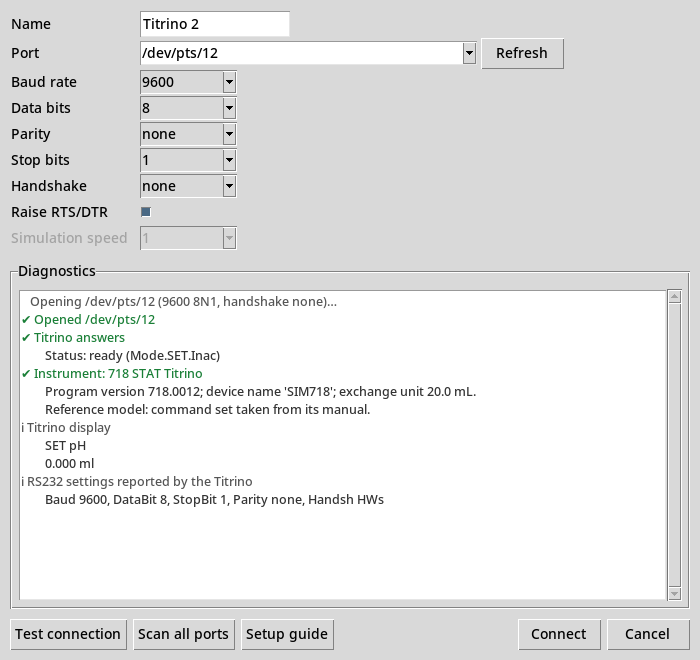 Name Titrino 2
Port /dev/pts/12 Refresh
Baud rate 9600
Data bits 8
Parity none
Stop bits 1
Handshake none
Raise RTS/DTR
Simulation speed 1
Diagnostics
Opening /dev/pts/12 (9600 8N1, handshake none)...
✔ Opened /dev/pts/12
✔ Titrino answers
Status: ready (Mode.SET.Inac)
✔ Instrument: 718 STAT Titrino
Program version 718.0012; device name 'SIM718'; exchange unit 20.0 mL.
Reference model: command set taken from its manual.
i Titrino display
SET pH
0.000 ml
i RS232 settings reported by the Titrino
Baud 9600, DataBit 8, StopBit 1, Parity none, Handsh HWs
Test connection Scan all ports Setup guide Connect Cancel